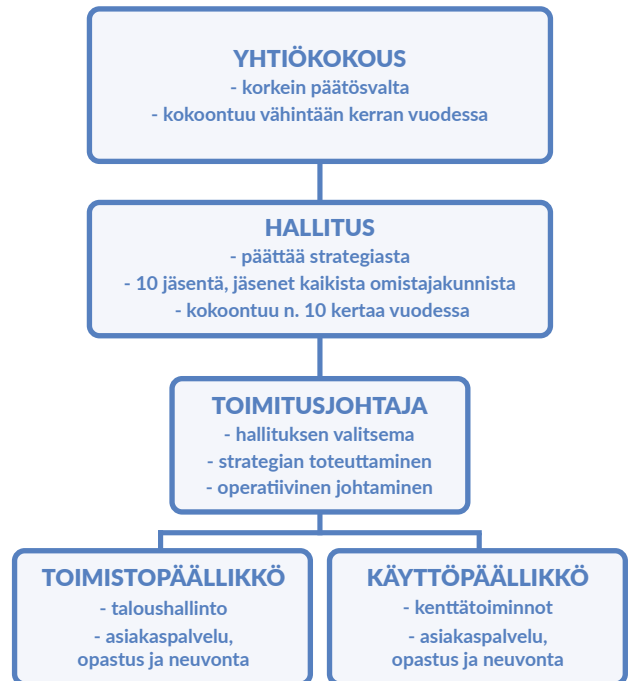 YHTIÖKOKOUS
- korkein päätösvalta
- kokoontuu vähintään kerran vuodessa
HALLITUS
- päättää strategiasta
- 10 jäsentä, jäsenet kaikista omistajakunnista
- kokoontuu n. 10 kertaa vuodessa
TOIMITUSJOHTAJA
- hallituksen valitsema
- strategian toteuttaminen
- operatiivinen johtaminen
TOIMISTOPÄÄLLIKKÖ
- taloushallinto
- asiakaspalvelu,
opastus ja neuvonta
KÄYTTÖPÄÄLLIKKÖ
- kenttätoiminnot
- asiakaspalvelu,
opastus ja neuvonta